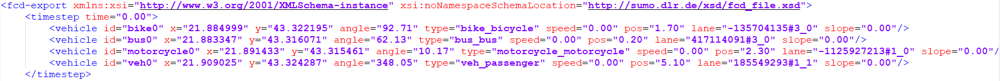 <fcd-export xmlns:xsi="http://www.w3.org/2001/XMLSchema-instance" xsi:noNamespaceSchemaLocation="http://sumo.dlr.de/xsd/fcd_file.xsd">
<timestep time="0.00">
<vehicle id="bike0" x="21.884999" y="43.322195" angle="92.71" type="bike_bicycle" speed="0.00" pos="1.70" lane="-135704135#3_0" slope="0.00"/>
<vehicle id="bus0" x="21.883347" y="43.316071" angle="62.13" type="bus_bus" speed="0.00" pos="0.20" lane="417114091#3_0" slope="0.00"/>
<vehicle id="motorcycle0" x="21.891433" y="43.315461" angle="10.17" type="motorcycle_motorcycle" speed="0.00" pos="2.30" lane="-1125927213#1_0" slope="0.00"/
<vehicle id="veh0" x="21.909025" y="43.324287" angle="348.05" type="veh_passenger" speed="0.00" pos="5.10" lane="185549293#1_1" slope="0.00"/>
</timestep>